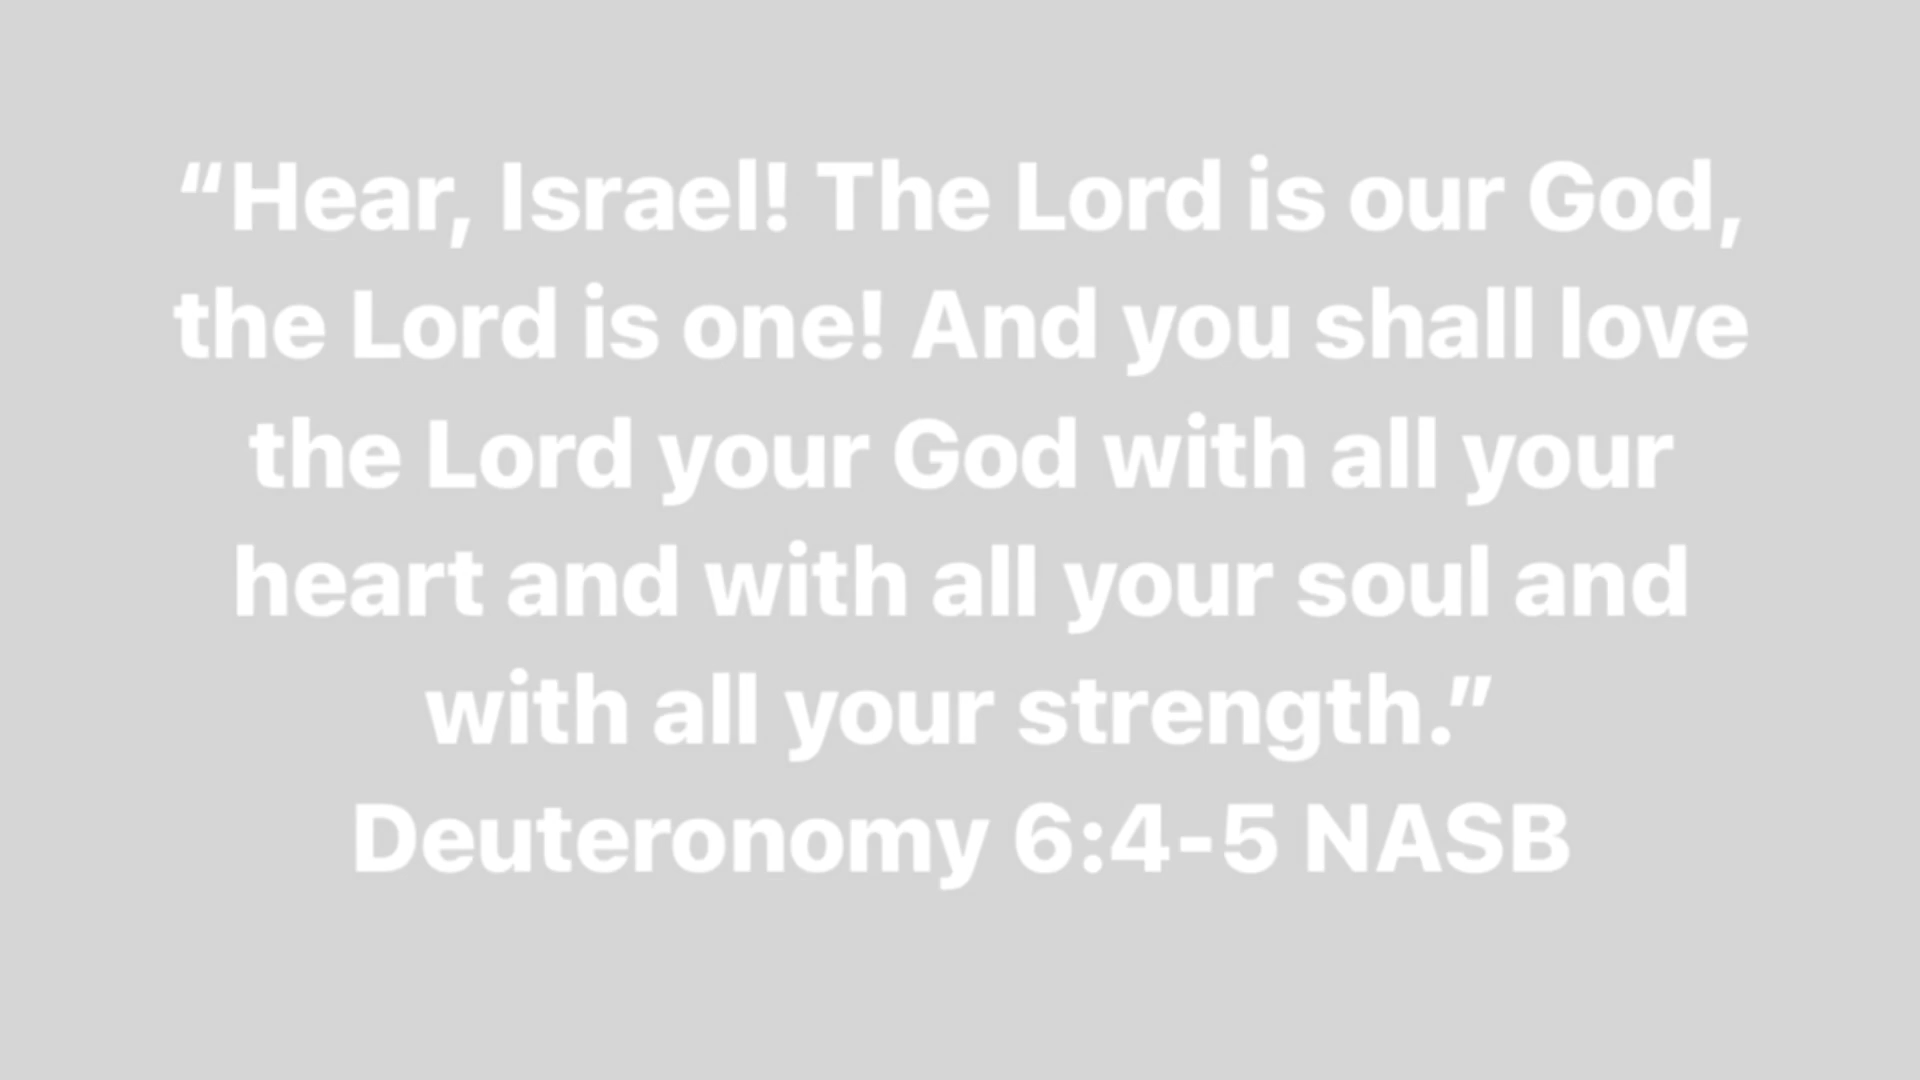 “Hear, Israel! The Lord is our God,
the Lord is one! And you shall love
the Lord your God with all your
heart and with all your soul and
with all your strength.”
Deuteronomy 6:4-5 NASB